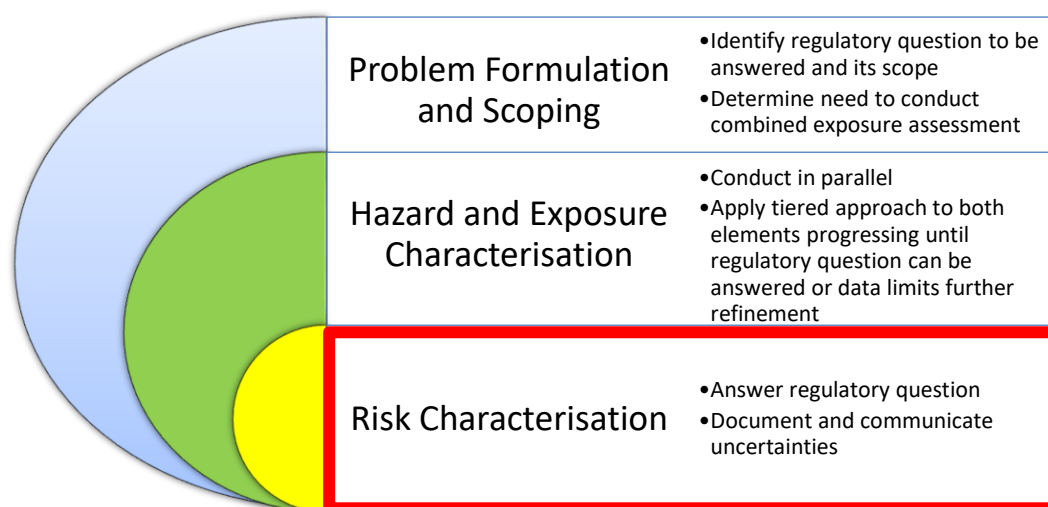 Problem Formulation
and Scoping
•Identify regulatory question to be
answered and its scope
•Determine need to conduct
combined exposure assessment
Hazard and Exposure
Characterisation
•Conduct in parallel
•Apply tiered approach to both
elements progressing until
regulatory question can be
answered or data limits further
refinement
Risk Characterisation
•Answer regulatory question
•Document and communicate
uncertainties